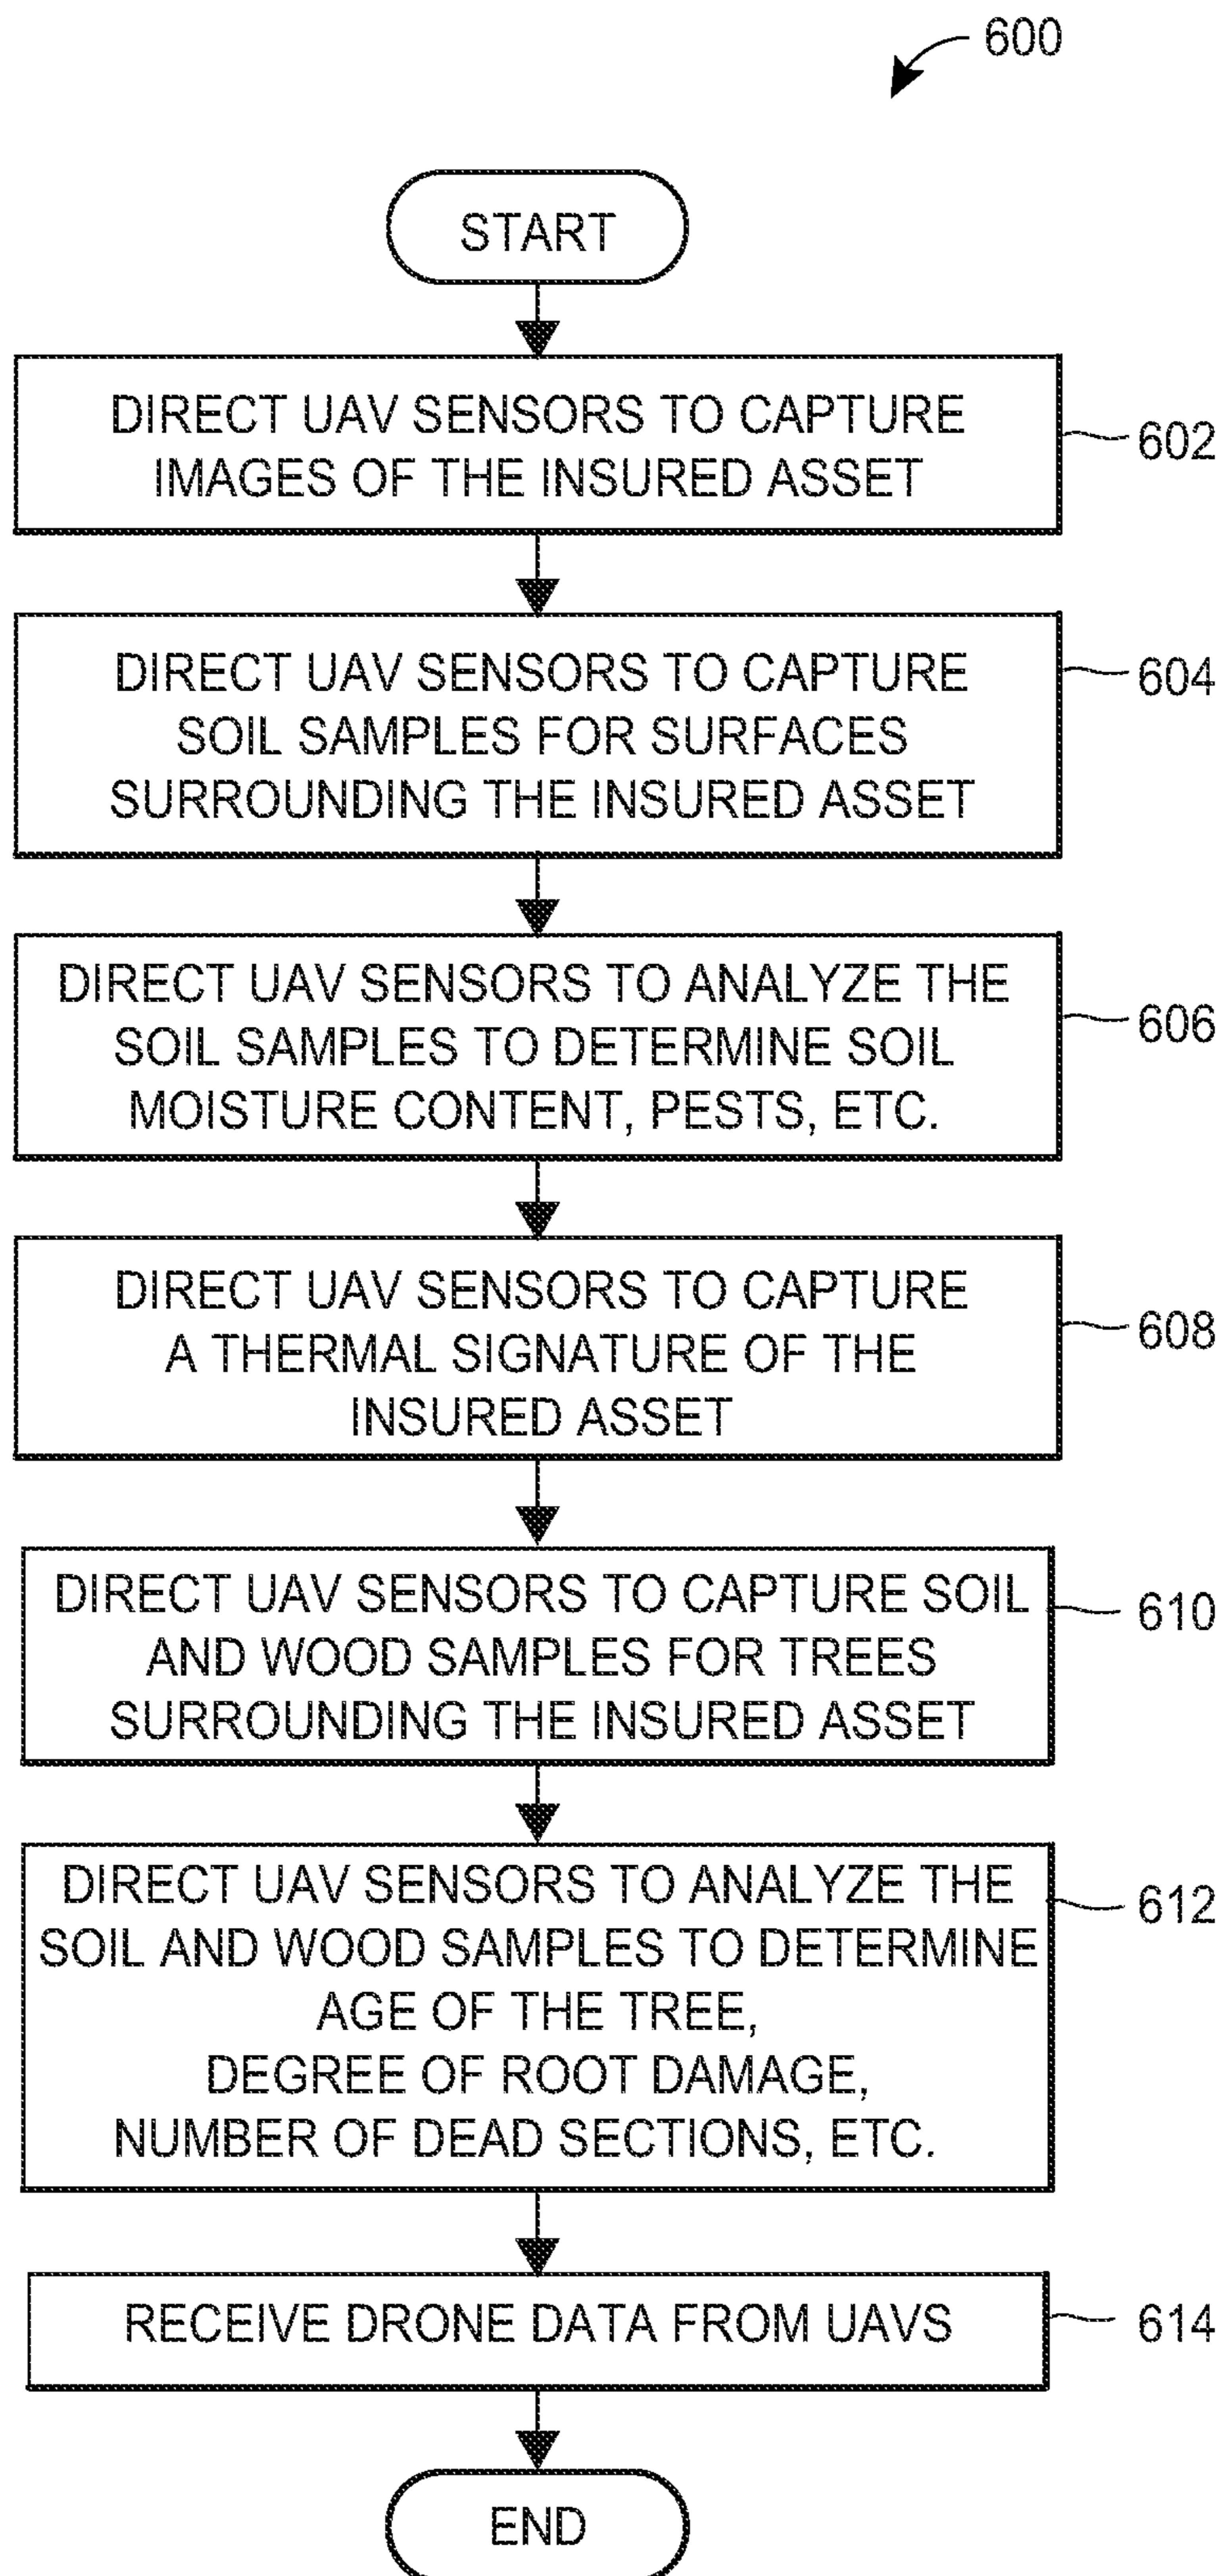 600
START
DIRECT UAV SENSORS TO CAPTURE
IMAGES OF THE INSURED ASSET
602
DIRECT UAV SENSORS TO CAPTURE
SOIL SAMPLES FOR SURFACES
SURROUNDING THE INSURED ASSET
604
DIRECT UAV SENSORS TO ANALYZE THE
SOIL SAMPLES TO DETERMINE SOIL
MOISTURE CONTENT, PESTS, ETC.
606
DIRECT UAV SENSORS TO CAPTURE
A THERMAL SIGNATURE OF THE
INSURED ASSET
608
DIRECT UAV SENSORS TO CAPTURE SOIL
AND WOOD SAMPLES FOR TREES
SURROUNDING THE INSURED ASSET
610
DIRECT UAV SENSORS TO ANALYZE THE
SOIL AND WOOD SAMPLES TO DETERMINE
AGE OF THE TREE,
DEGREE OF ROOT DAMAGE,
NUMBER OF DEAD SECTIONS, ETC.
612
RECEIVE DRONE DATA FROM UAVS
614
END